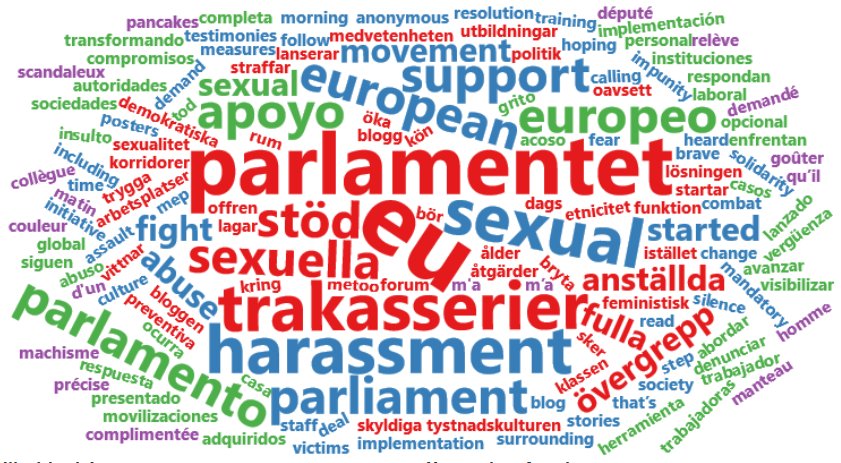 pancakes completa morning anonymous resolution training député
transformando testimonies follow medvetenheten utbildningar implementación
compromisos measures lanserar movement politik hoping personal relève
scandaleux demand straffar european support calling impunity instituciones
autoridades sexual oavsett respondan
sociedades tod apoyo öka grito europeo laboral demandé
demokratiska blogg kön opcional
insulto posters rum acoso fear heard enfrentan
sexualitet parlamentet brave solidarity goûter
including korridorer lösningen qu'il
collègue time trygga startar casos
matin arbetsplatser mep offren stöd eu bör sexual dags etnicitet funktion combat lanzado
couleur initiative fight lagar started vergüenza
global assault sexuella ålder istället change
siguen abuso vittnar abuse åtgärder bryta anställda mandatory avanzar
d'un culture kring metoo forum m'a m'a visibilizar
bloggen trakasserier fulla feministisk silence homme
parlamento preventiva read
ocurra harassment sker övergrepp abordar
machisme step denunciar
respuesta casa klassen society trabajador
précise parliament blog that's manteau
presentado herramienta trabajadoras
movilizaciones staff deal skyldiga tystnadskulturen stories
complimentée adquiridos victims implementation surrounding